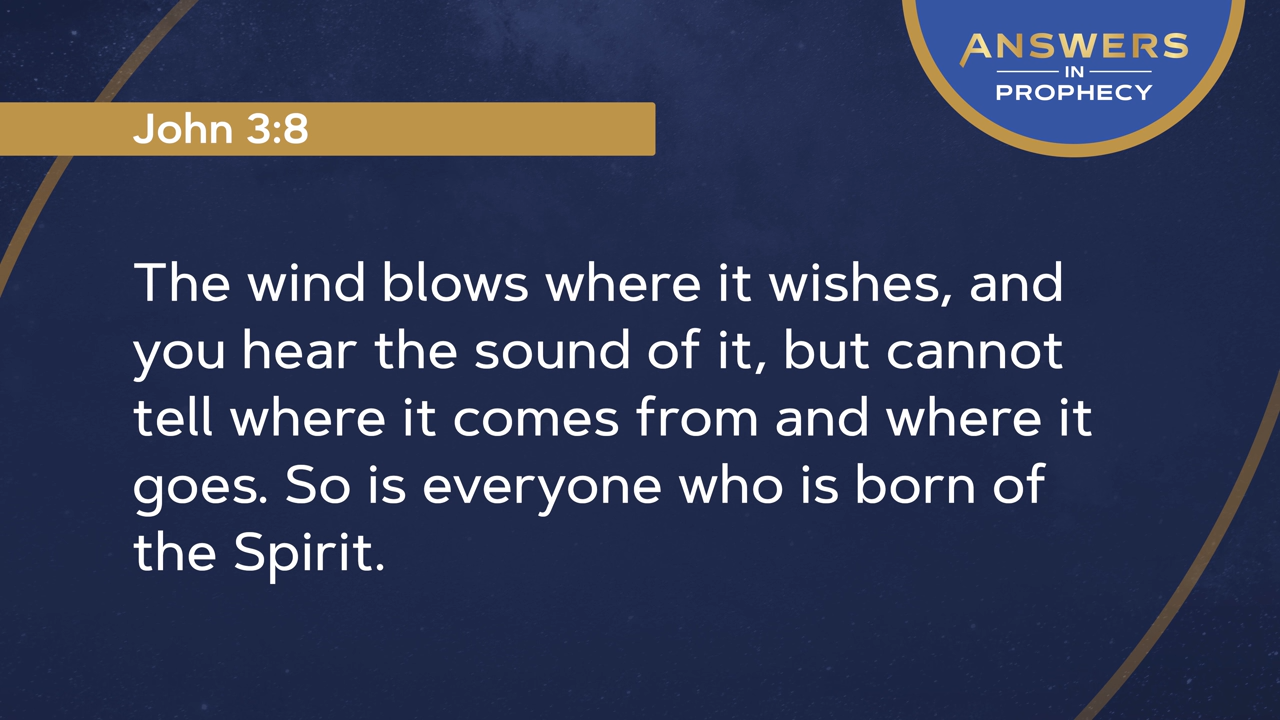 ANSWERS
IN
PROPHECY
John 3:8
The wind blows where it wishes, and
you hear the sound of it, but cannot
tell where it comes from and where it
goes. So is everyone who is born of
the Spirit.